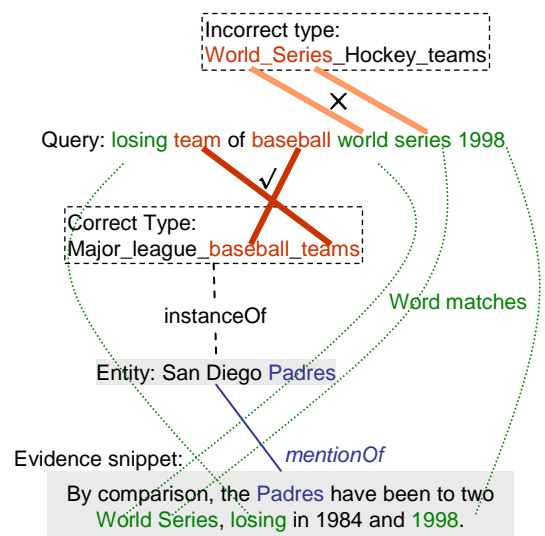 Incorrect type:
World_Series_Hockey_teams
X
Query: losing team of baseball world series 1998
√
Correct Type:
Major_league_baseball_teams
Word matches
instanceOf
Entity: San Diego Padres
mentionOf
Evidence snippet:
By comparison, the Padres have been to two
World Series, losing in 1984 and 1998.